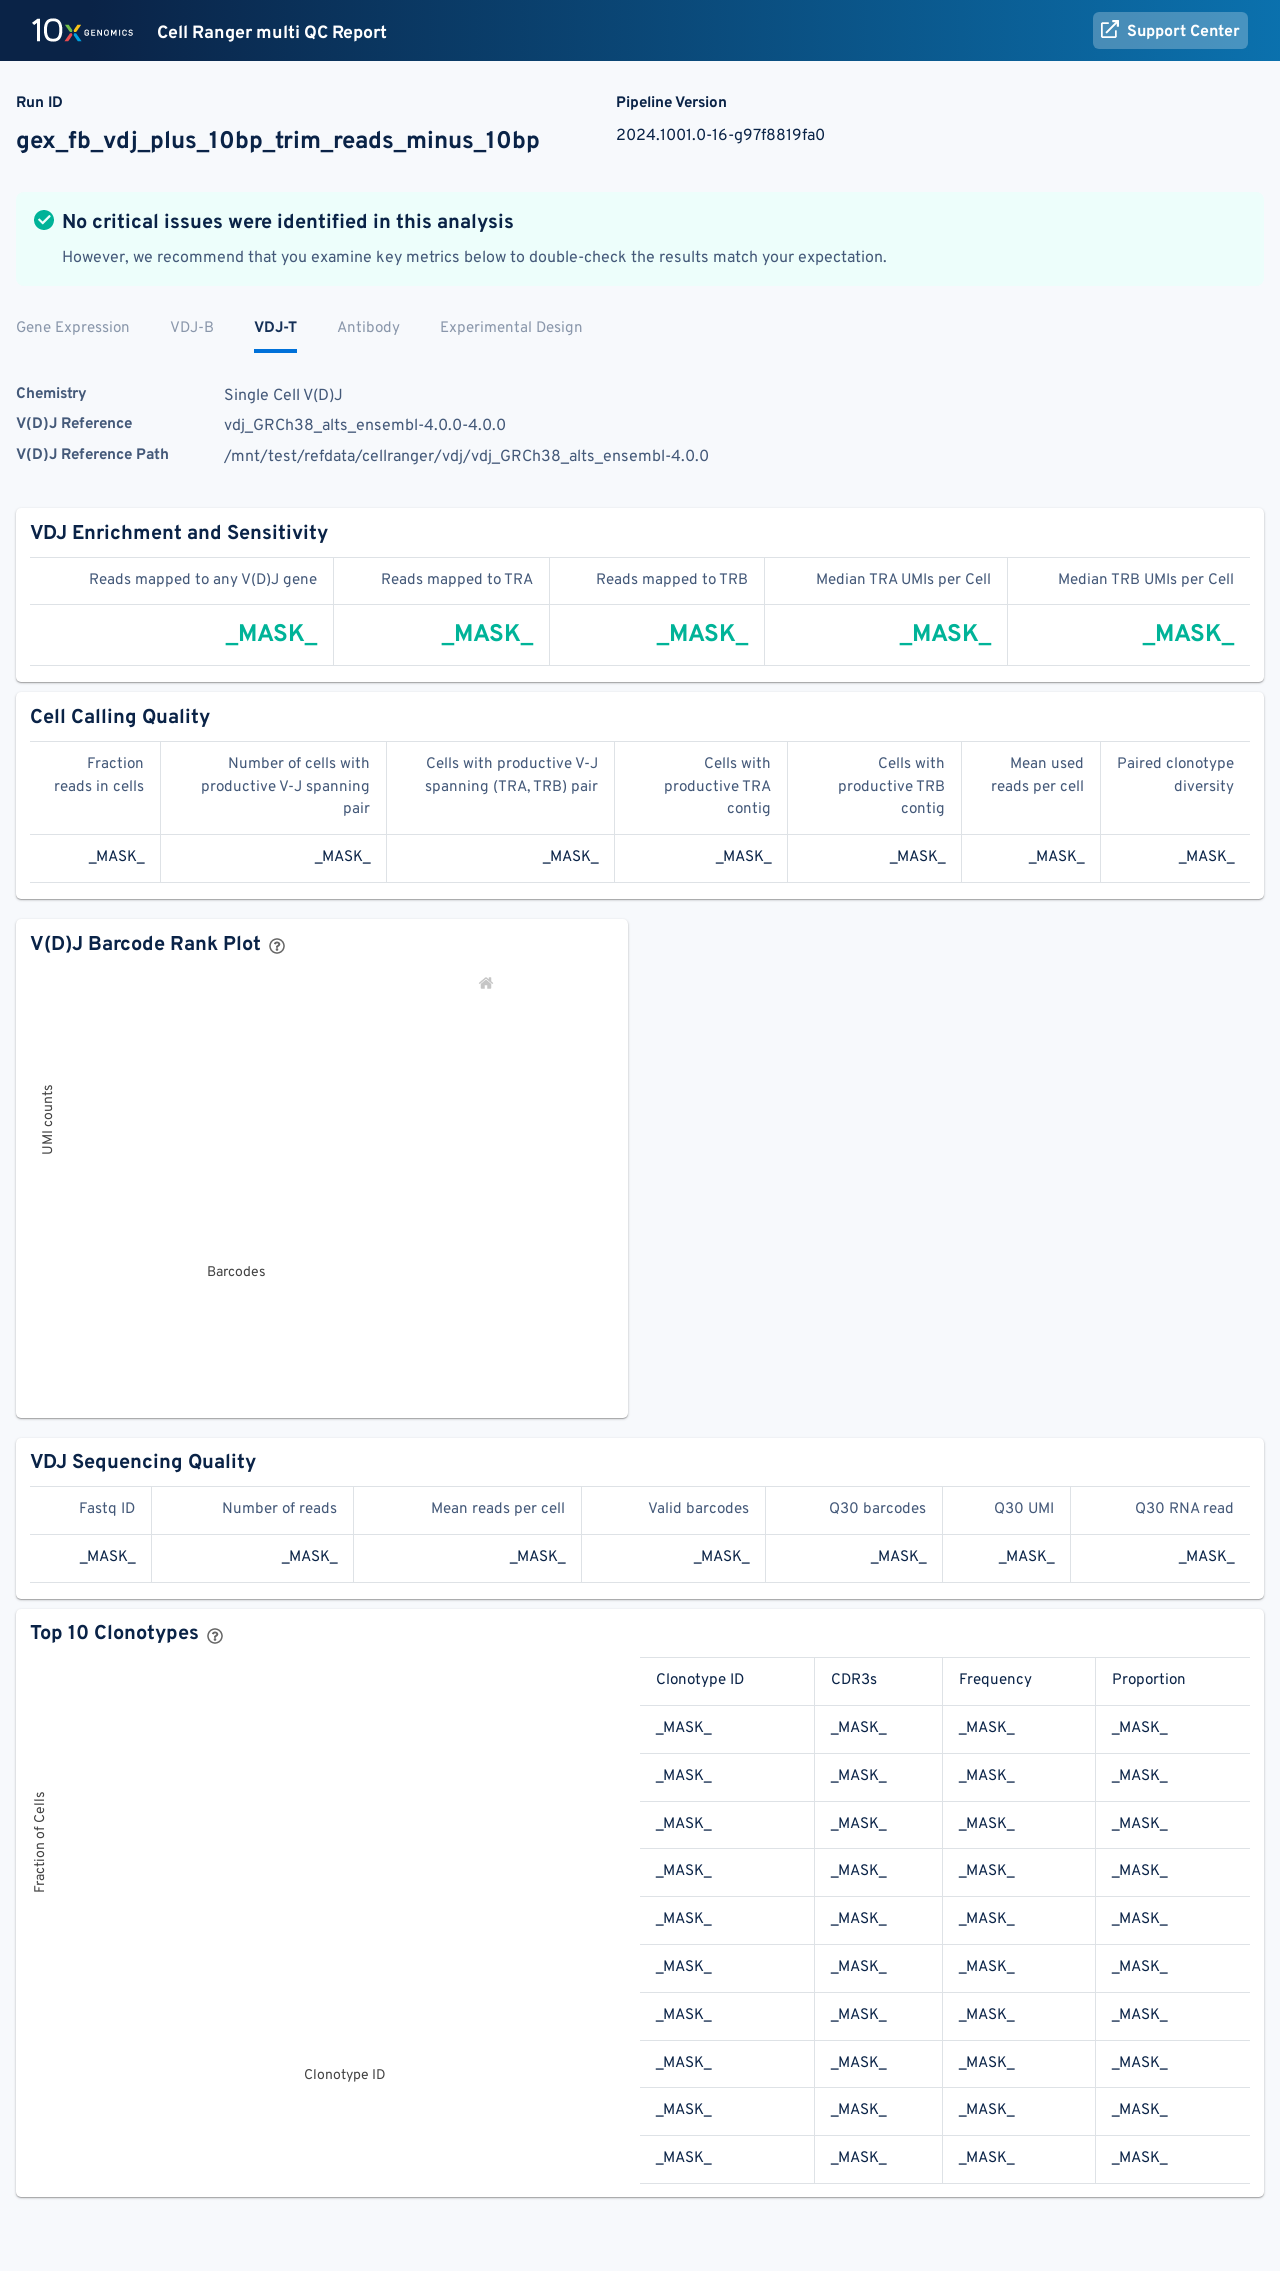 10x GENOMICS Cell Ranger multi QC Report Support Center
Run ID Pipeline Version
gex_fb_vdj_plus_10bp_trim_reads_minus_10bp 2024.1001.0-16-g97f8819fa0
No critical issues were identified in this analysis
However, we recommend that you examine key metrics below to double-check the results match your expectation.
Gene Expression VDJ-B VDJ-T Antibody Experimental Design
Chemistry Single Cell V(D)J
V(D)J Reference vdj_GRCh38_alts_ensembl-4.0.0-4.0.0
V(D)J Reference Path /mnt/test/refdata/cellranger/vdj/vdj_GRCh38_alts_ensembl-4.0.0
VDJ Enrichment and Sensitivity
Reads mapped to any V(D)J gene Reads mapped to TRA Reads mapped to TRB Median TRA UMIs per Cell Median TRB UMIs per Cell
_MASK_ _MASK_ _MASK_ _MASK_ _MASK_
Cell Calling Quality
Fraction Number of cells with Cells with productive V-J Cells with Cells with Mean used Paired clonotype
reads in cells productive V-J spanning spanning (TRA, TRB) pair productive TRA productive TRB reads per cell diversity
pair contig contig
_MASK_ _MASK_ _MASK_ _MASK_ _MASK_ _MASK_ _MASK_
V(D)J Barcode Rank Plot ?
UMI counts
Barcodes
VDJ Sequencing Quality
Fastq ID Number of reads Mean reads per cell Valid barcodes Q30 barcodes Q30 UMI Q30 RNA read
_MASK_ _MASK_ _MASK_ _MASK_ _MASK_ _MASK_ _MASK_
Top 10 Clonotypes ?
Fraction of Cells
Clonotype ID
Clonotype ID CDR3s Frequency Proportion
_MASK_ _MASK_ _MASK_ _MASK_
_MASK_ _MASK_ _MASK_ _MASK_
_MASK_ _MASK_ _MASK_ _MASK_
_MASK_ _MASK_ _MASK_ _MASK_
_MASK_ _MASK_ _MASK_ _MASK_
_MASK_ _MASK_ _MASK_ _MASK_
_MASK_ _MASK_ _MASK_ _MASK_
_MASK_ _MASK_ _MASK_ _MASK_
_MASK_ _MASK_ _MASK_ _MASK_
_MASK_ _MASK_ _MASK_ _MASK_